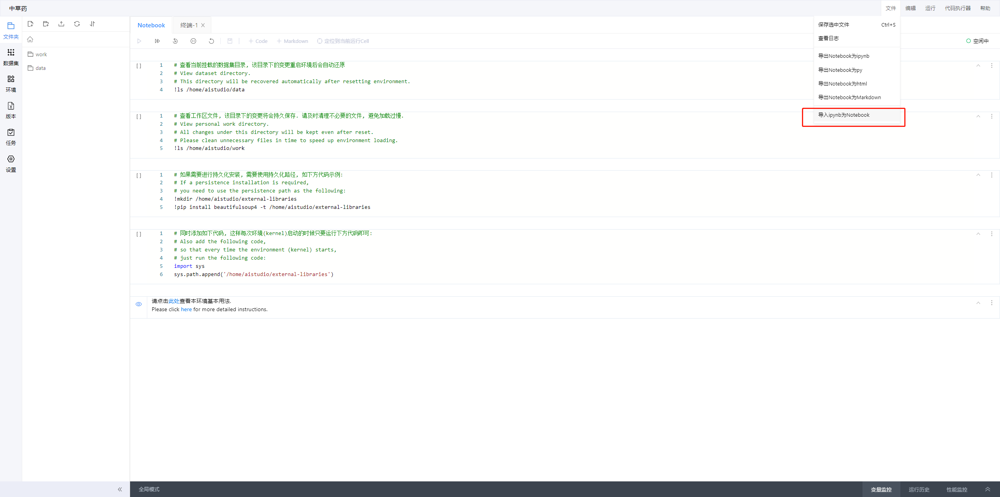 中草药
文件 编辑 运行 代码执行器 帮助
文件夹
数据集
环境
版本
任务
设置
work
data
Notebook 终端-1
Code Markdown 定位到当前运行Cell
空闲中
保存选中文件 Ctrl+S
查看日志
导出Notebook为ipynb
导出Notebook为py
导出Notebook为html
导出Notebook为Markdown
导入ipynb为Notebook
[ ]
1 # 查看当前挂载的数据集目录, 该目录下的变更重启环境后会自动还原
2 # View dataset directory.
3 # This directory will be recovered automatically after resetting environment.
4 !ls /home/aistudio/data
[ ]
1 # 查看工作区文件, 该目录下的变更将会持久保存. 请及时清理不必要的文件, 避免加载过慢.
2 # View personal work directory.
3 # All changes under this directory will be kept even after reset.
4 # Please clean unnecessary files in time to speed up environment loading.
5 !ls /home/aistudio/work
[ ]
1 # 如果需要进行持久化安装, 需要使用持久化路径, 如下方代码示例:
2 # If a persistence installation is required,
3 # you need to use the persistence path as the following:
4 !mkdir /home/aistudio/external-libraries
5 !pip install beautifulsoup4 -t /home/aistudio/external-libraries
[ ]
1 # 同时添加如下代码, 这样每次环境(kernel)启动的时候只要运行下方代码即可:
2 # Also add the following code,
3 # so that every time the environment (kernel) starts,
4 # just run the following code:
5 import sys
6 sys.path.append('/home/aistudio/external-libraries')
请点击此处查看本环境基本用法.
Please click here for more detailed instructions.
全局模式
变量监控 运行历史 性能监控